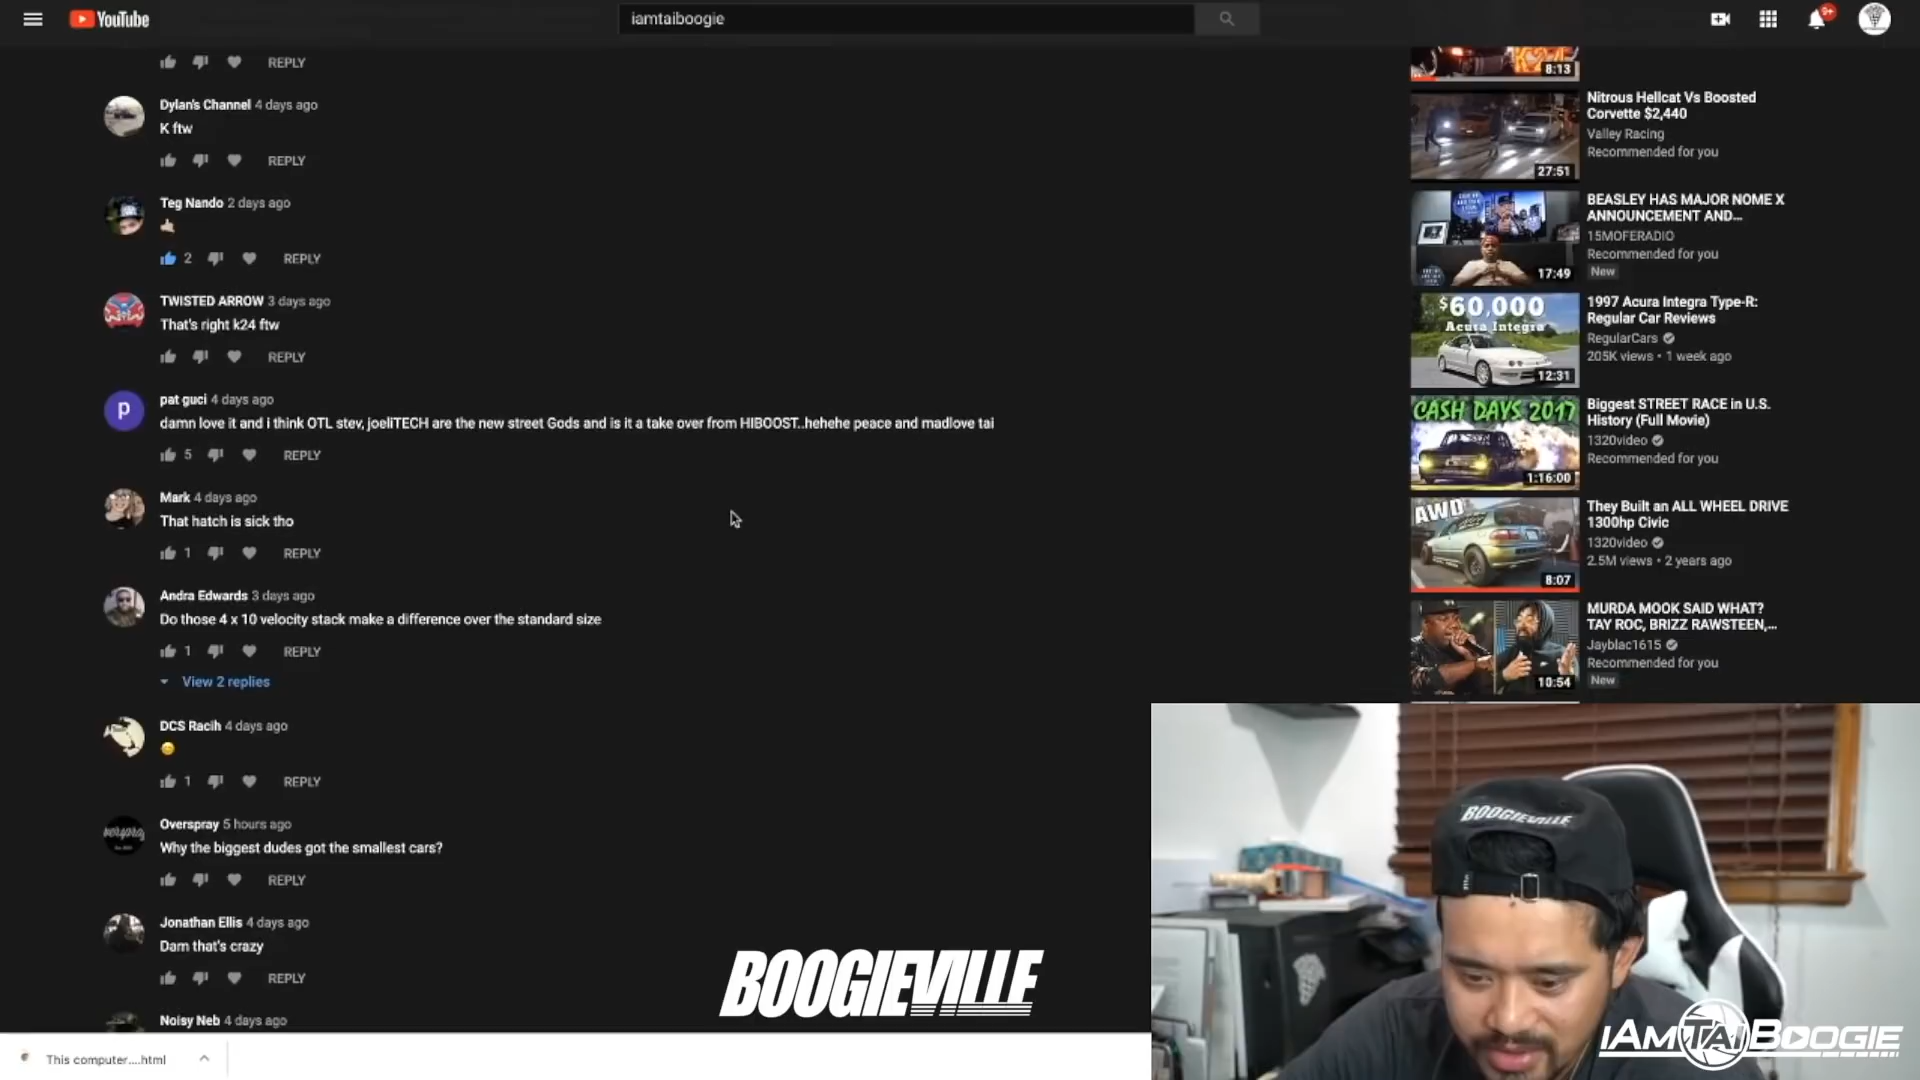 YouTube
iamtaiboogie
9+
REPLY
Dylan's Channel 4 days ago
K ftw
REPLY
Teg Nando 2 days ago
2 REPLY
TWISTED ARROW 3 days ago
That's right k24 ftw
REPLY
p
pat guci 4 days ago
damn love it and i think OTL stev, joeliTECH are the new street Gods and is it a take over from HIBOOST..hehehe peace and madlove tai
5 REPLY
Mark 4 days ago
That hatch is sick tho
1 REPLY
Andra Edwards 3 days ago
Do those 4 x 10 velocity stack make a difference over the standard size
1 REPLY
View 2 replies
DCS Racih 4 days ago
1 REPLY
Overspray 5 hours ago
Why the biggest dudes got the smallest cars?
REPLY
Jonathan Ellis 4 days ago
Dam that's crazy
REPLY
Noisy Neb 4 days ago
This computer....html
8:13
27:51
Nitrous Hellcat Vs Boosted
Corvette $2,440
Valley Racing
Recommended for you
17:49
BEASLEY HAS MAJOR NOME X
ANNOUNCEMENT AND...
15MOFERADIO
Recommended for you
New
$60,000
Acura Integra
12:31
1997 Acura Integra Type-R:
Regular Car Reviews
RegularCars
205K views • 1 week ago
CASH DAYS 2017
1:16:00
Biggest STREET RACE in U.S.
History (Full Movie)
1320video
Recommended for you
AWD
8:07
They Built an ALL WHEEL DRIVE
1300hp Civic
1320video
2.5M views • 2 years ago
10:54
MURDA MOOK SAID WHAT?
TAY ROC, BRIZZ RAWSTEEN,...
Jayblac1615
Recommended for you
New
BOOGIEVILLE
BOOGIEVILLE
IAMTAIBOOGIE